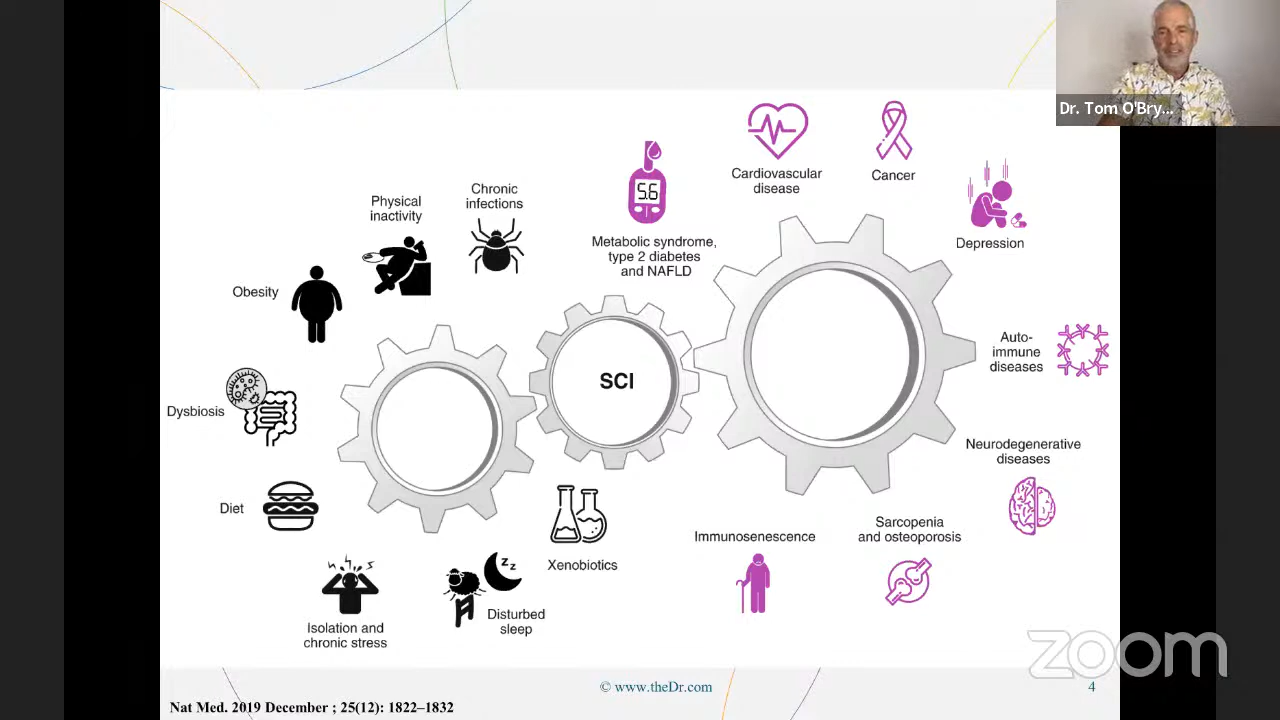 Dr. Tom O'Bry...
Cardiovascular
disease
Cancer
Depression
5.6
Metabolic syndrome,
type 2 diabetes
and NAFLD
Chronic
infections
Physical
inactivity
Obesity
Dysbiosis
Diet
Isolation and
chronic stress
z z
Disturbed
sleep
Xenobiotics
SCI
Auto-
immune
diseases
Neurodegenerative
diseases
Sarcopenia
and osteoporosis
Immunosenescence
zoom
© www.theDr.com
4
Nat Med. 2019 December ; 25(12): 1822–1832